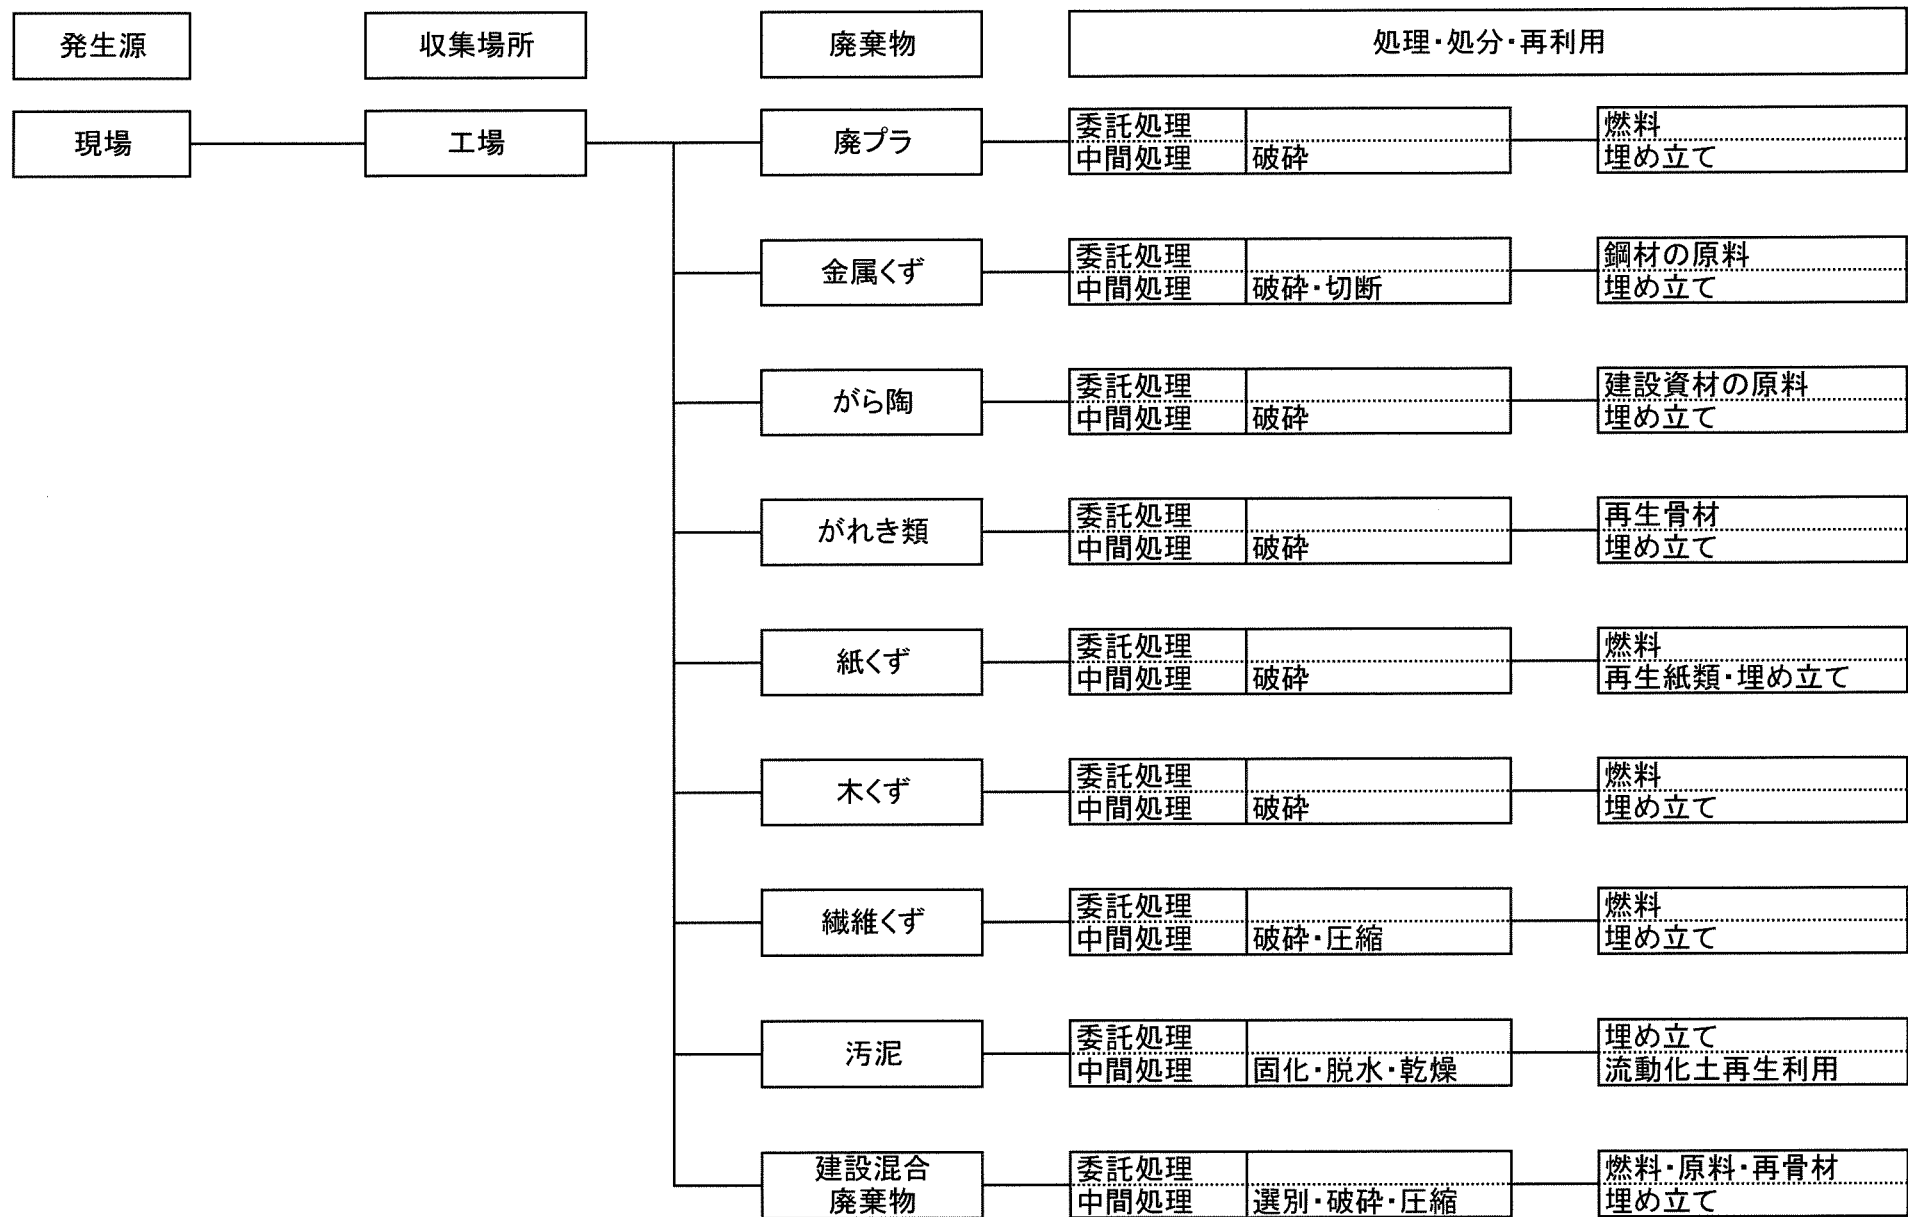 発生源
収集場所
廃棄物
処理・処分・再利用
現場
工場
廃プラ
委託処理
中間処理
破砕
燃料
埋め立て
金属くず
委託処理
中間処理
破砕・切断
鋼材の原料
埋め立て
がら陶
委託処理
中間処理
破砕
建設資材の原料
埋め立て
がれき類
委託処理
中間処理
破砕
再生骨材
埋め立て
紙くず
委託処理
中間処理
破砕
燃料
再生紙類・埋め立て
木くず
委託処理
中間処理
破砕
燃料
埋め立て
繊維くず
委託処理
中間処理
破砕・圧縮
燃料
埋め立て
汚泥
委託処理
中間処理
固化・脱水・乾燥
埋め立て
流動化土再生利用
建設混合
廃棄物
委託処理
中間処理
選別・破砕・圧縮
燃料・原料・再骨材
埋め立て